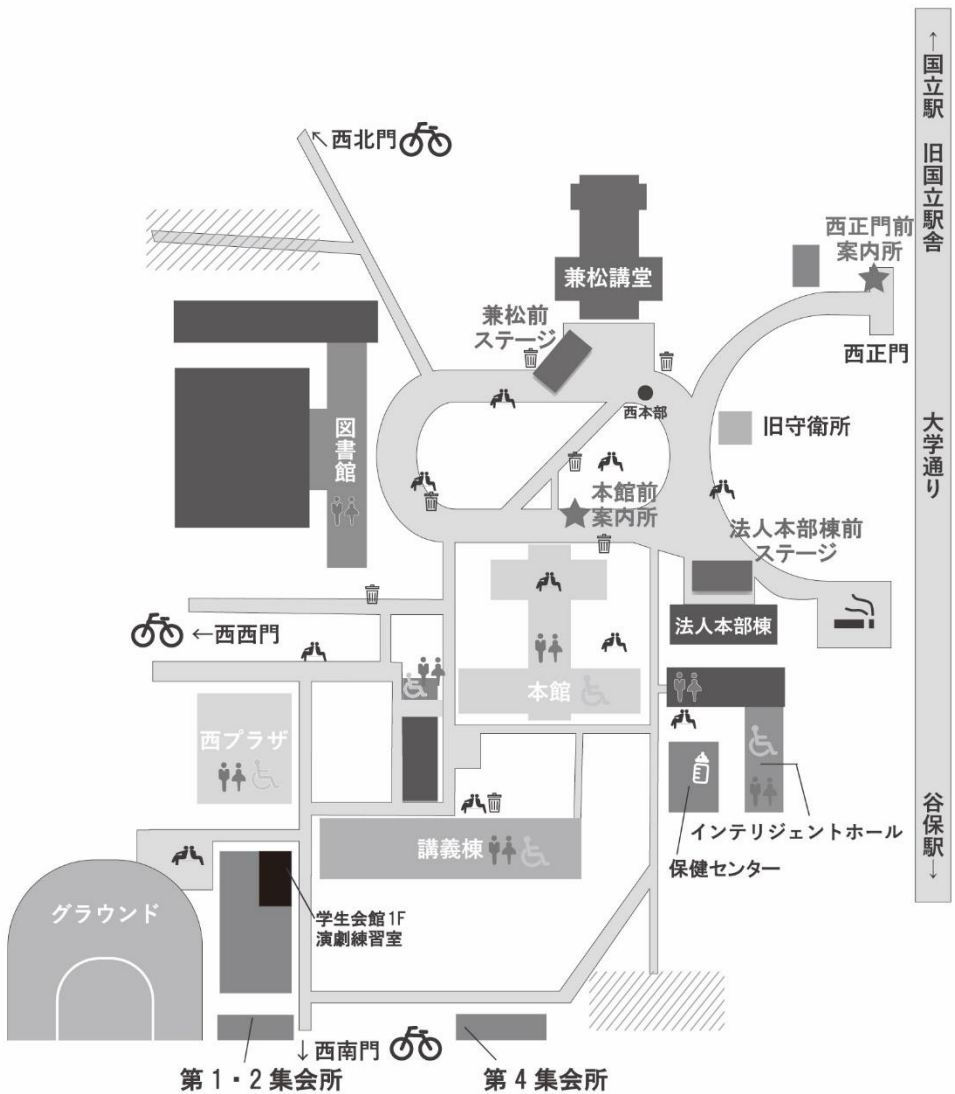 ↑国立駅 旧国立駅舎
↖西北門
西正門前
案内所
兼松講堂
兼松前
ステージ
西正門
西本部
旧守衛所
大学通り
図書館
本館前
案内所
法人本部棟前
ステージ
←西西門
法人本部棟
本館
西プラザ
谷保駅→
インテリジェントホール
講義棟
保健センター
グラウンド
学生会館1F
演劇練習室
↓西南門
第1・2集会所
第4集会所